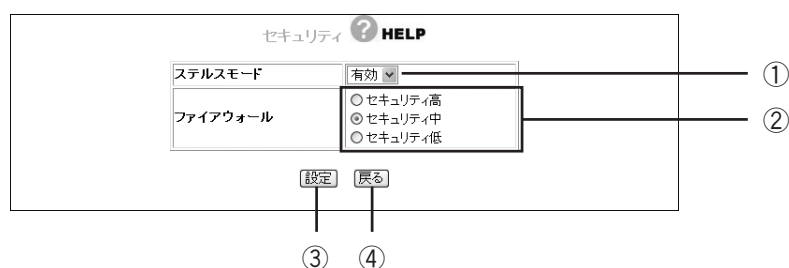 セキュリティ ? HELP
ステルスモード 有効 ①
ファイアウォール
セキュリティ高
セキュリティ中 ②
セキュリティ低
設定 戻る
③ ④